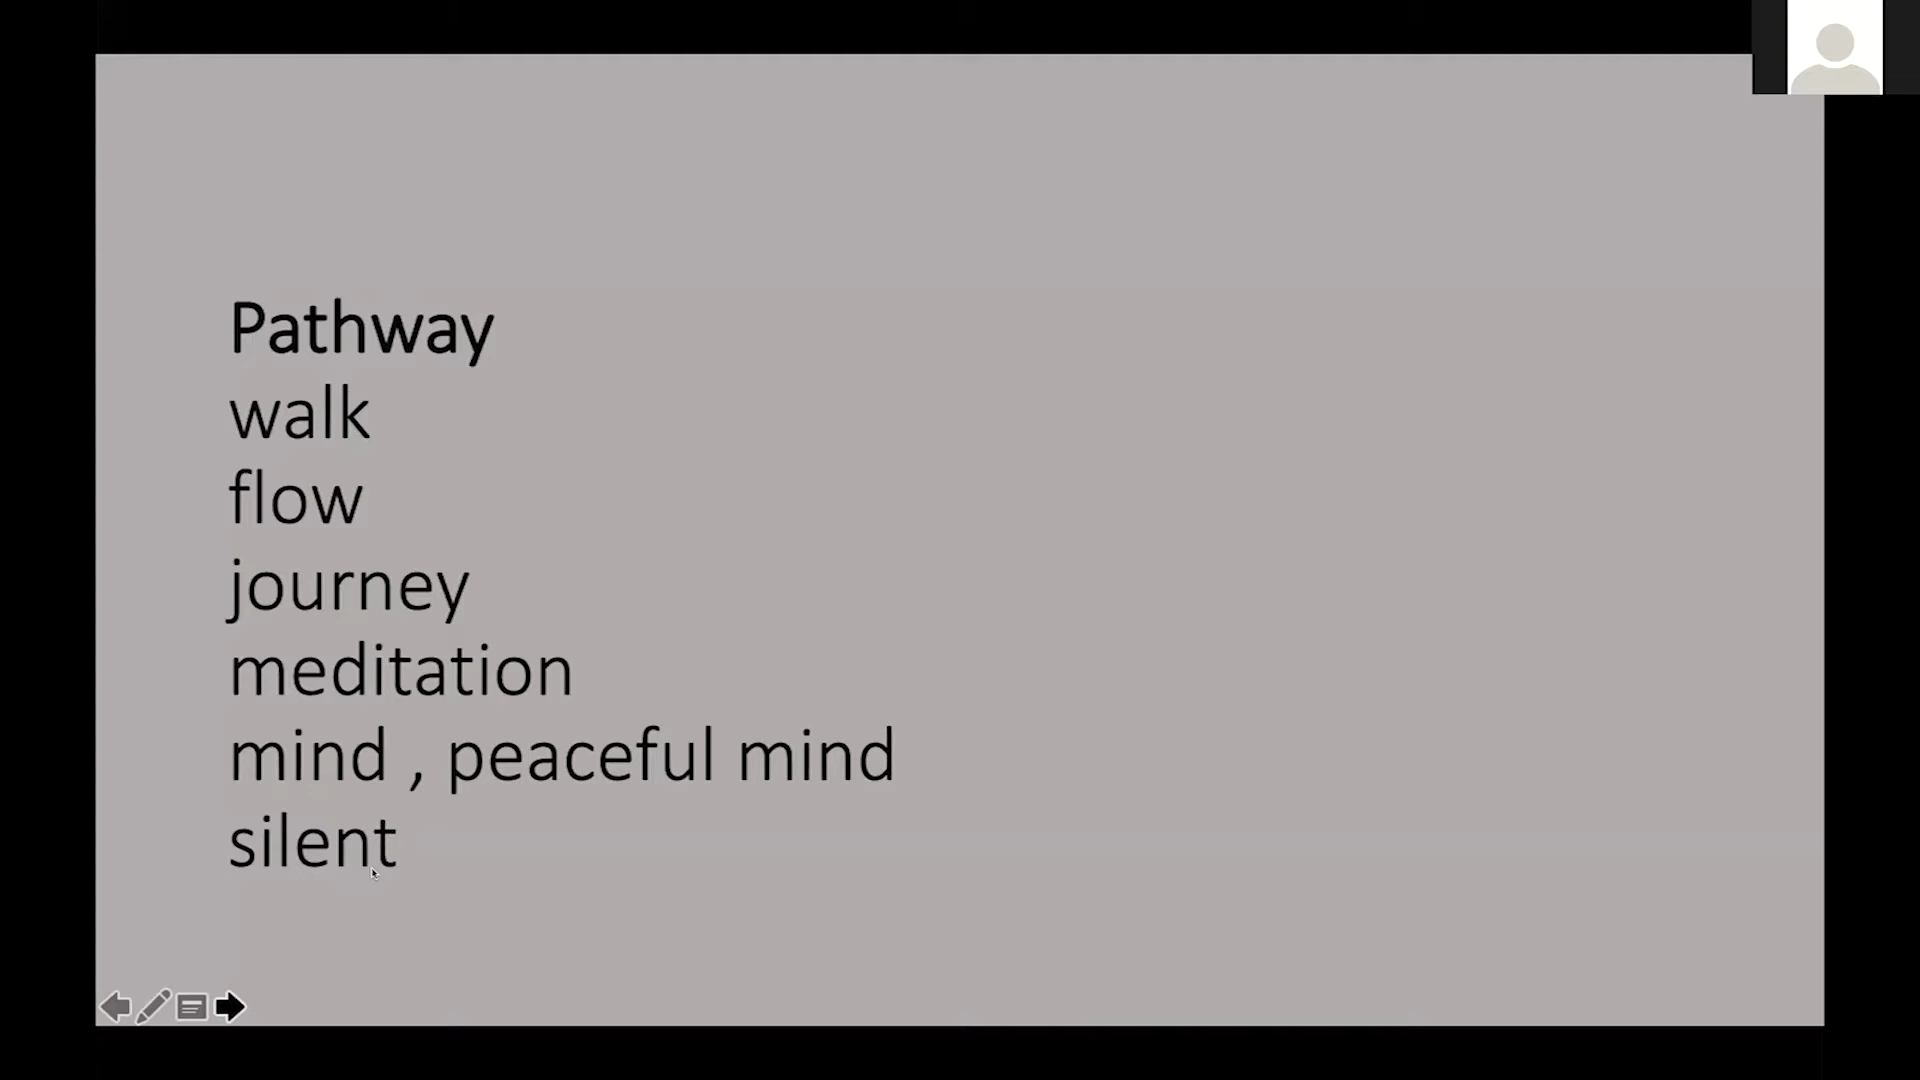 Pathway
walk
flow
journey
meditation
mind , peaceful mind
silent